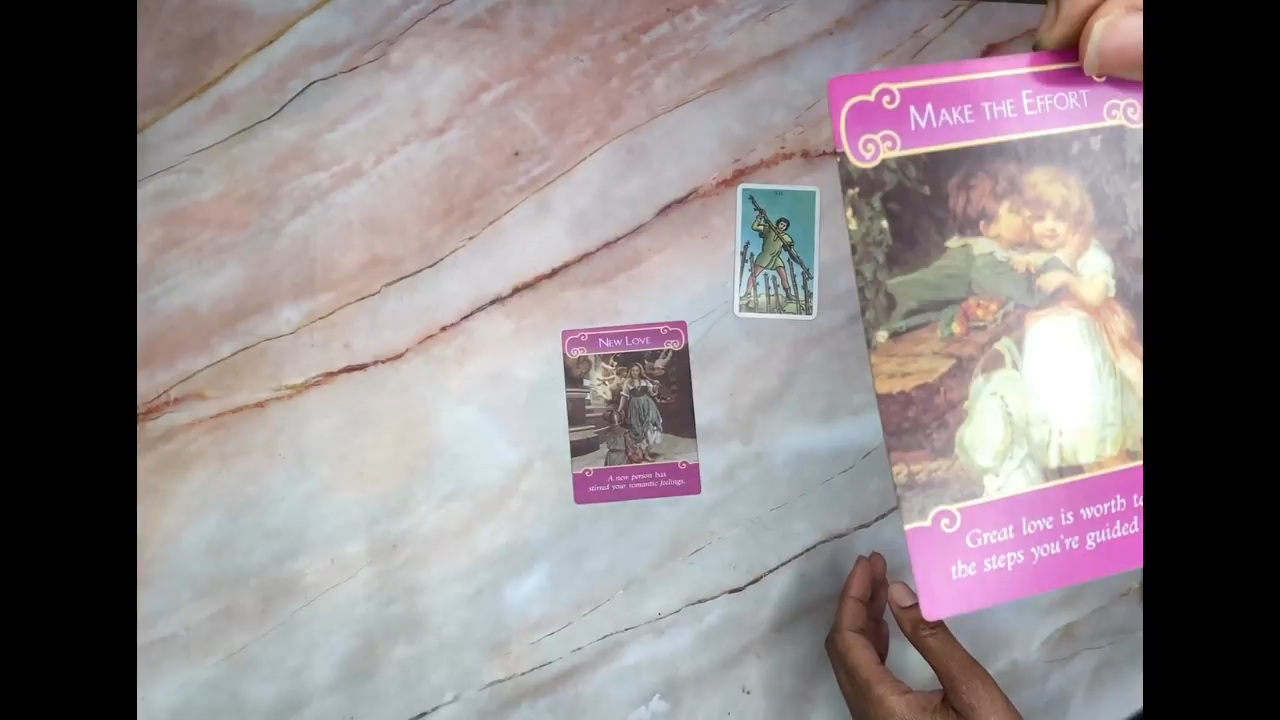 MAKE THE EFFORT
Great love is worth
the steps you're guided
NEW LOVE
A new person has
stirred your romantic feelings.
VII